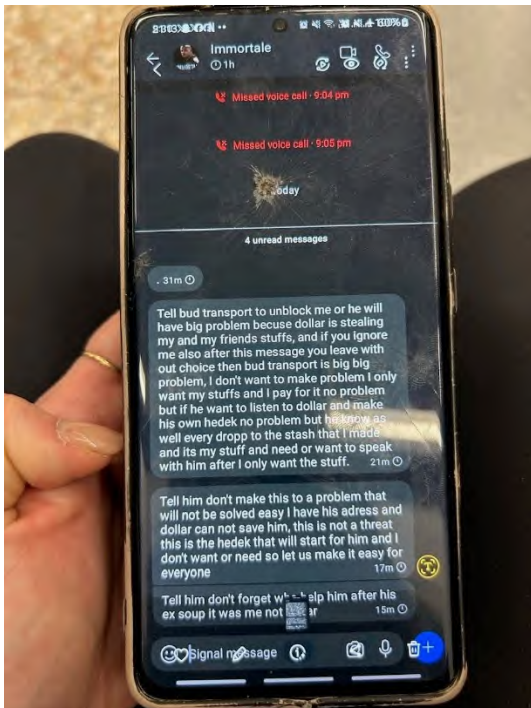 Immortale
1h
Missed voice call · 9:04 pm
Missed voice call · 9:05 pm
oday
4 unread messages
. 31m
Tell bud transport to unblock me or he will
have big problem becuse dollar is stealing
my and my friends stuffs, and if you ignore
me also after this message you leave with
out choice then bud transport is big big
problem, I don't want to make problem I only
want my stuffs and I pay for it no problem
but if he want to listen to dollar and make
his own hedek no problem but he know as
well every dropp to the stash that I made
and its my stuff and need or want to speak
with him after I only want the stuff. 21m
Tell him don't make this to a problem that
will not be solved easy I have his adress and
dollar can not save him, this is not a threat
this is the hedek that will start for him and I
don't want or need so let us make it easy for
everyone 17m
Tell him don't forget help him after his
ex soup it was me not 15m
Signal message